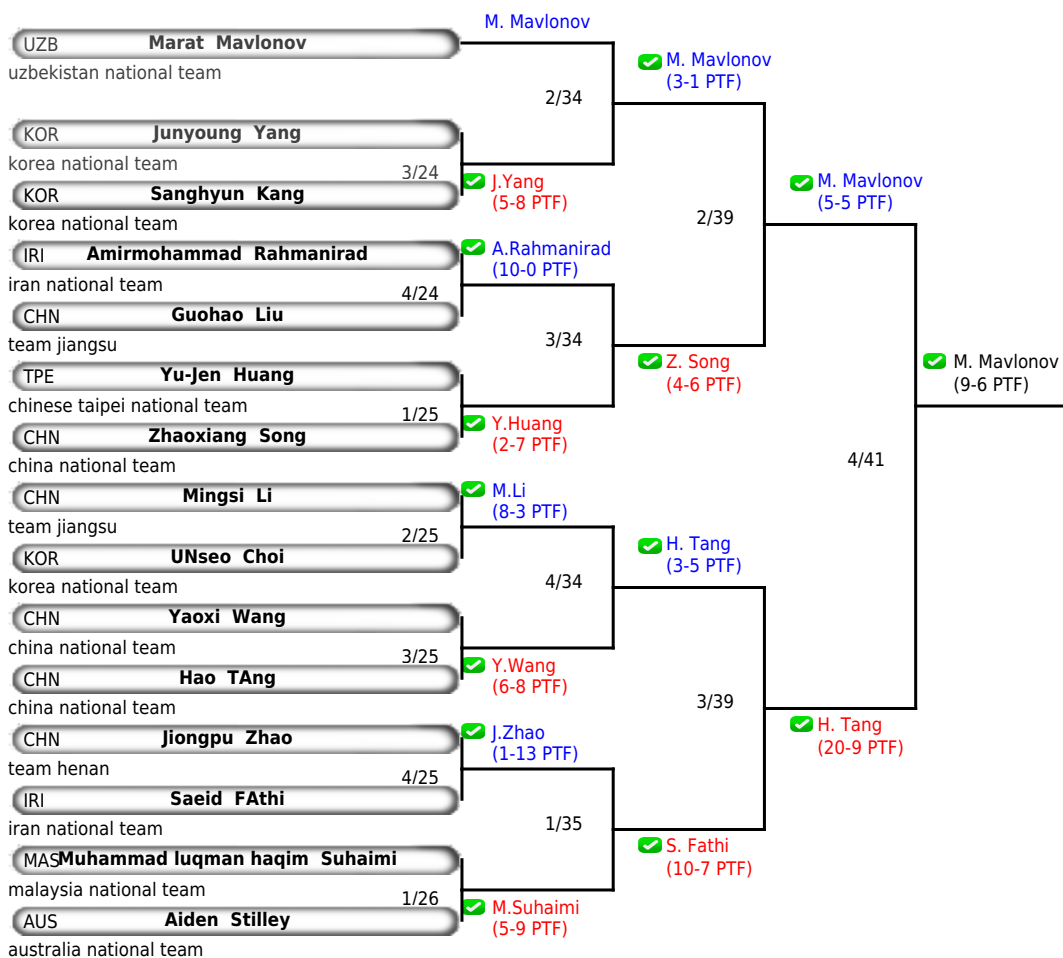 M. Mavlonov
UZB Marat Mavlonov
uzbekistan national team
M. Mavlonov
(3-1 PTF)
2/34
KOR Junyoung Yang
korea national team
3/24
KOR Sanghyun Kang
korea national team
J.Yang
(5-8 PTF)
M. Mavlonov
(5-5 PTF)
2/39
IRI Amirmohammad Rahmanirad
iran national team
A.Rahmanirad
(10-0 PTF)
4/24
CHN Guohao Liu
team jiangsu
3/34
Z. Song
(4-6 PTF)
M. Mavlonov
(9-6 PTF)
TPE Yu-Jen Huang
chinese taipei national team
1/25
CHN Zhaoxiang Song
china national team
Y.Huang
(2-7 PTF)
4/41
CHN Mingsi Li
team jiangsu
M.Li
(8-3 PTF)
2/25
KOR UNseo Choi
korea national team
H. Tang
(3-5 PTF)
4/34
CHN Yaoxi Wang
china national team
3/25
CHN Hao TAng
china national team
Y.Wang
(6-8 PTF)
3/39
H. Tang
(20-9 PTF)
CHN Jiongpu Zhao
team henan
J.Zhao
(1-13 PTF)
4/25
IRI Saeid FAthi
iran national team
1/35
S. Fathi
(10-7 PTF)
MAS Muhammad luqman haqim Suhaimi
malaysia national team
1/26
AUS Aiden Stilley
australia national team
M.Suhaimi
(5-9 PTF)